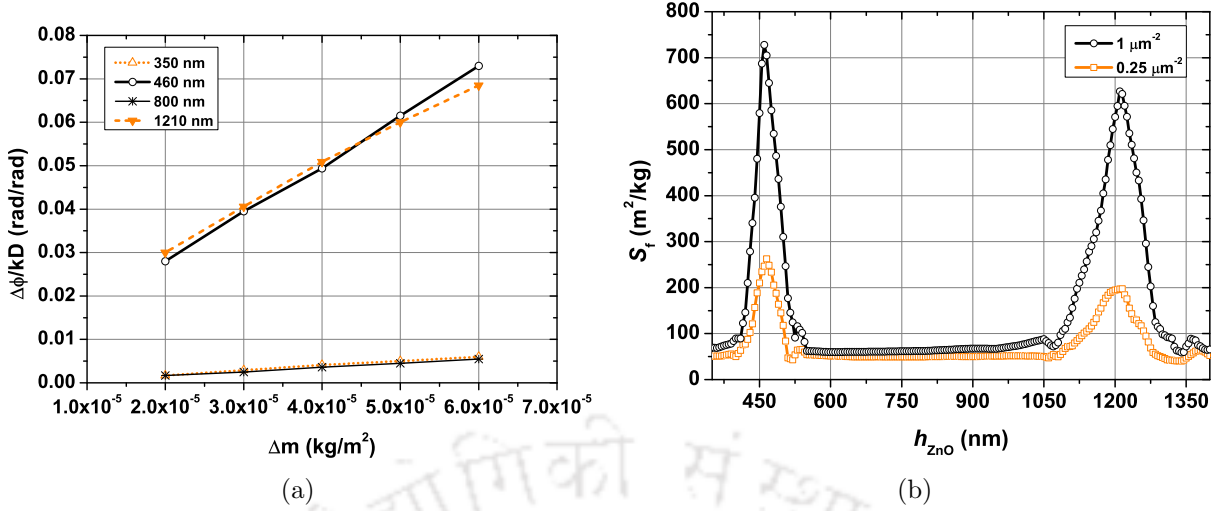 350 nm
460 nm
800 nm
1210 nm
0.08
0.07
0.06
0.05
0.04
0.03
0.02
0.01
0.00
Δϕ/kD (rad/rad)
1.0x10⁻⁵ 2.0x10⁻⁵ 3.0x10⁻⁵ 4.0x10⁻⁵ 5.0x10⁻⁵ 6.0x10⁻⁵ 7.0x10⁻⁵
Δm (kg/m²)
(a)
1 μm⁻²
0.25 μm⁻²
800
700
600
500
400
300
200
100
0
S_f (m²/kg)
450 600 750 900 1050 1200 1350
h_ZnO (nm)
(b)